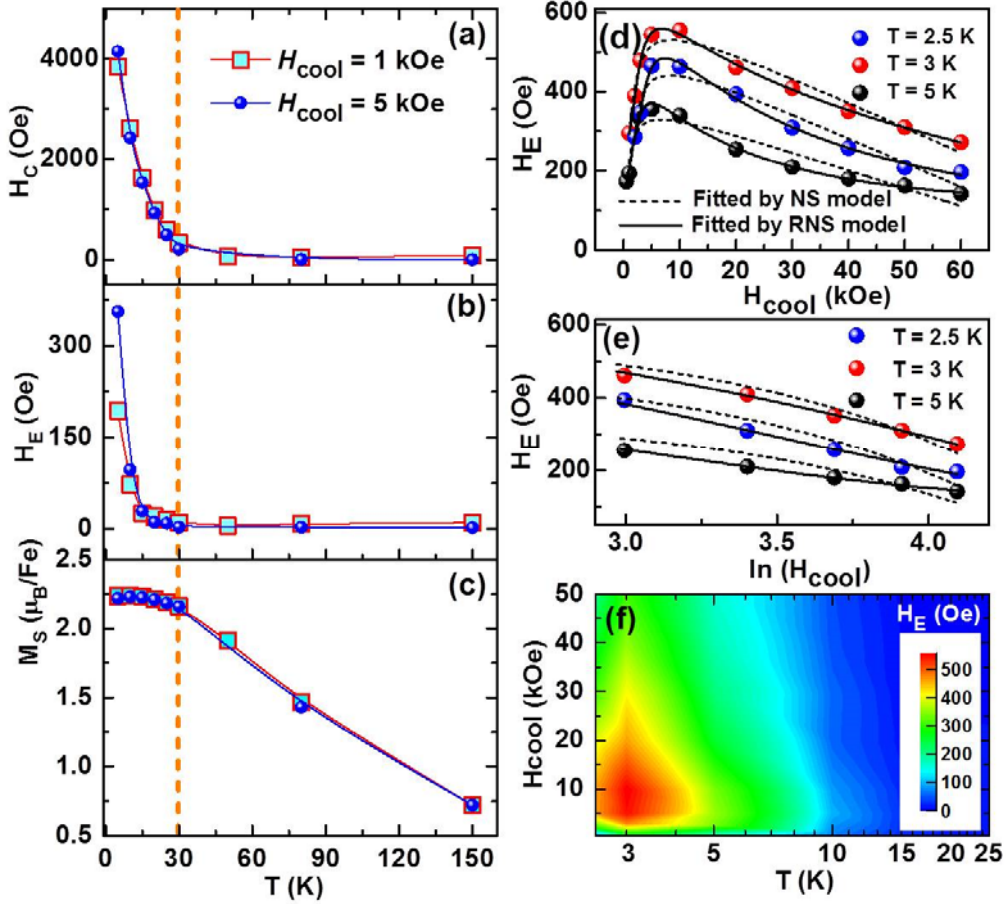 (a)
H_cool = 1 kOe
H_cool = 5 kOe
H_C (Oe)
4000
2000
0
(b)
H_E (Oe)
350
150
0
(c)
M_S (μ_B/Fe)
2.5
2.0
1.5
1.0
0.5
0 30 60 90 120 150
T (K)
(d)
T = 2.5 K
T = 3 K
T = 5 K
H_E (Oe)
600
400
200
0
Fitted by NS model
Fitted by RNS model
0 10 20 30 40 50 60
H_cool (kOe)
(e)
T = 2.5 K
T = 3 K
T = 5 K
H_E (Oe)
600
400
200
3.0 3.5 4.0
ln (H_cool)
(f)
H_E (Oe)
500
400
300
200
100
0
Hcool (kOe)
50
40
30
20
10
0
3 5 10 15 20 25
T (K)